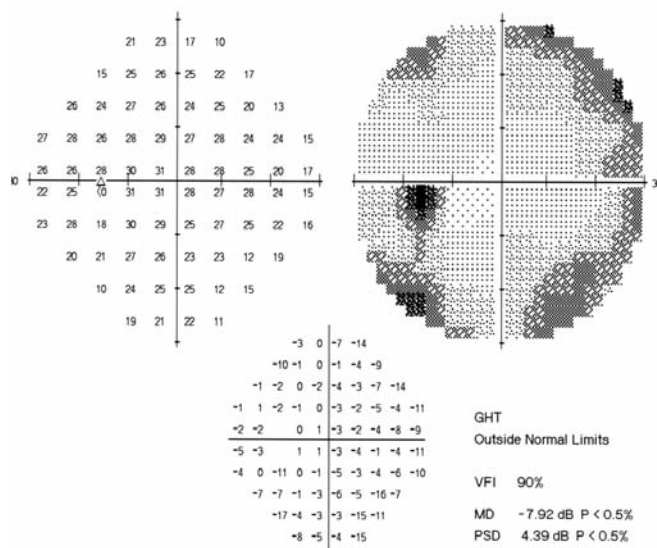 21 23 17 10
15 25 26 25 22 17
26 24 27 26 24 25 20 13
27 28 26 28 29 27 28 24 24 15
26 26 28 30 31 28 28 25 20 17
30
22 25 <0 31 31 28 27 28 24 15
23 28 18 30 29 25 27 25 22 16
20 21 27 26 23 23 12 19
10 24 25 25 12 15
19 21 22 11
-3 0 -7 -14
-10 -1 0 -1 -4 -9
-1 -2 0 -2 -4 -3 -7 -14
-1 1 -2 -1 0 -3 -2 -5 -4 -11
-2 -2 0 1 -3 -2 -4 -8 -9
-5 -3 1 1 -3 -4 -1 -4 -11
-4 0 -11 0 -1 -5 -3 -4 -6 -10
-7 -7 -1 -3 -6 -5 -16 -7
-17 -4 -3 -3 -15 -11
-8 -5 -4 -15
GHT
Outside Normal Limits
VFI 90%
MD -7.92 dB P < 0.5%
PSD 4.39 dB P < 0.5%